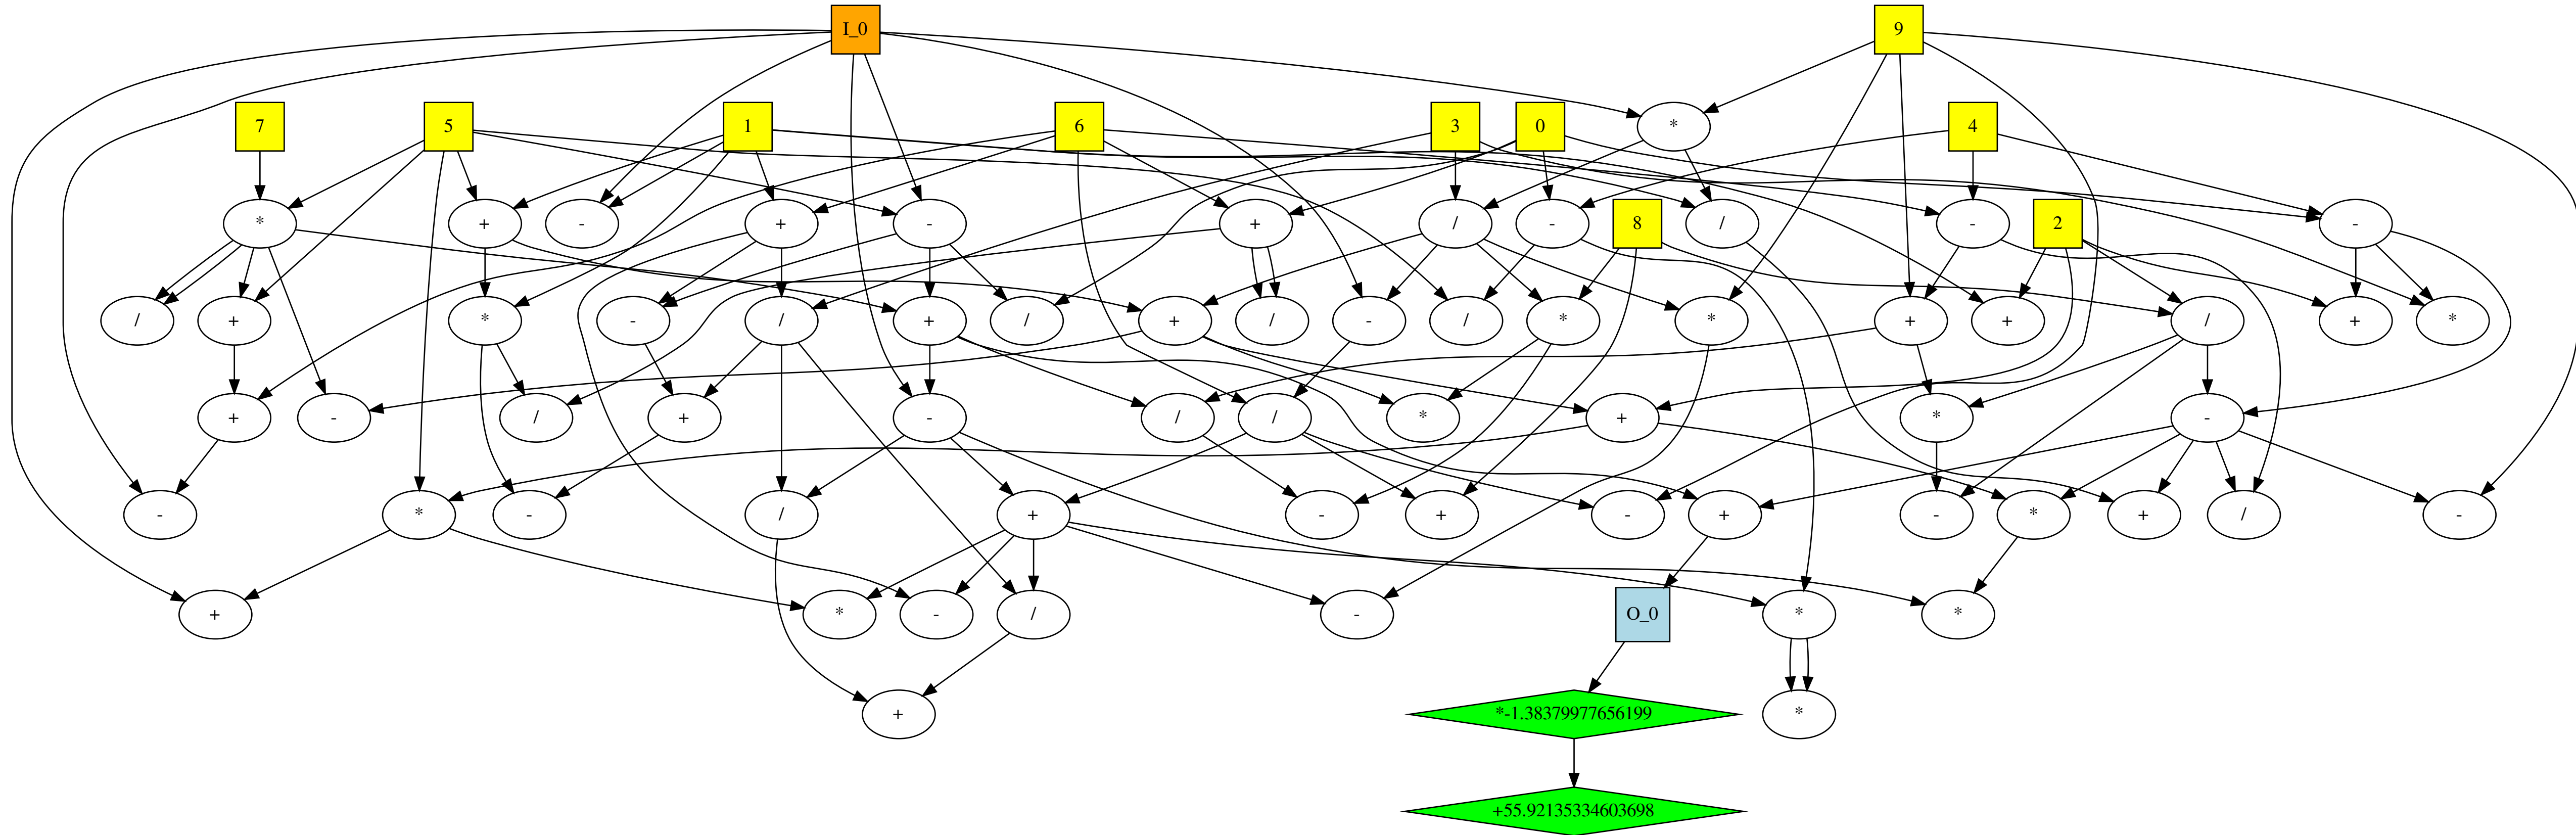 I_0 9
7 5 1 6 3 0 * 4
* + - + - + / - 8 / - 2 -
/ + * - / + / + / - / * * + + / + *
+ - / + - / / * + * -
- * - / + - + - + - * + / -
+ * - / - O_0 * *
+ *-1.38379977656199 *
+55.92135334603698